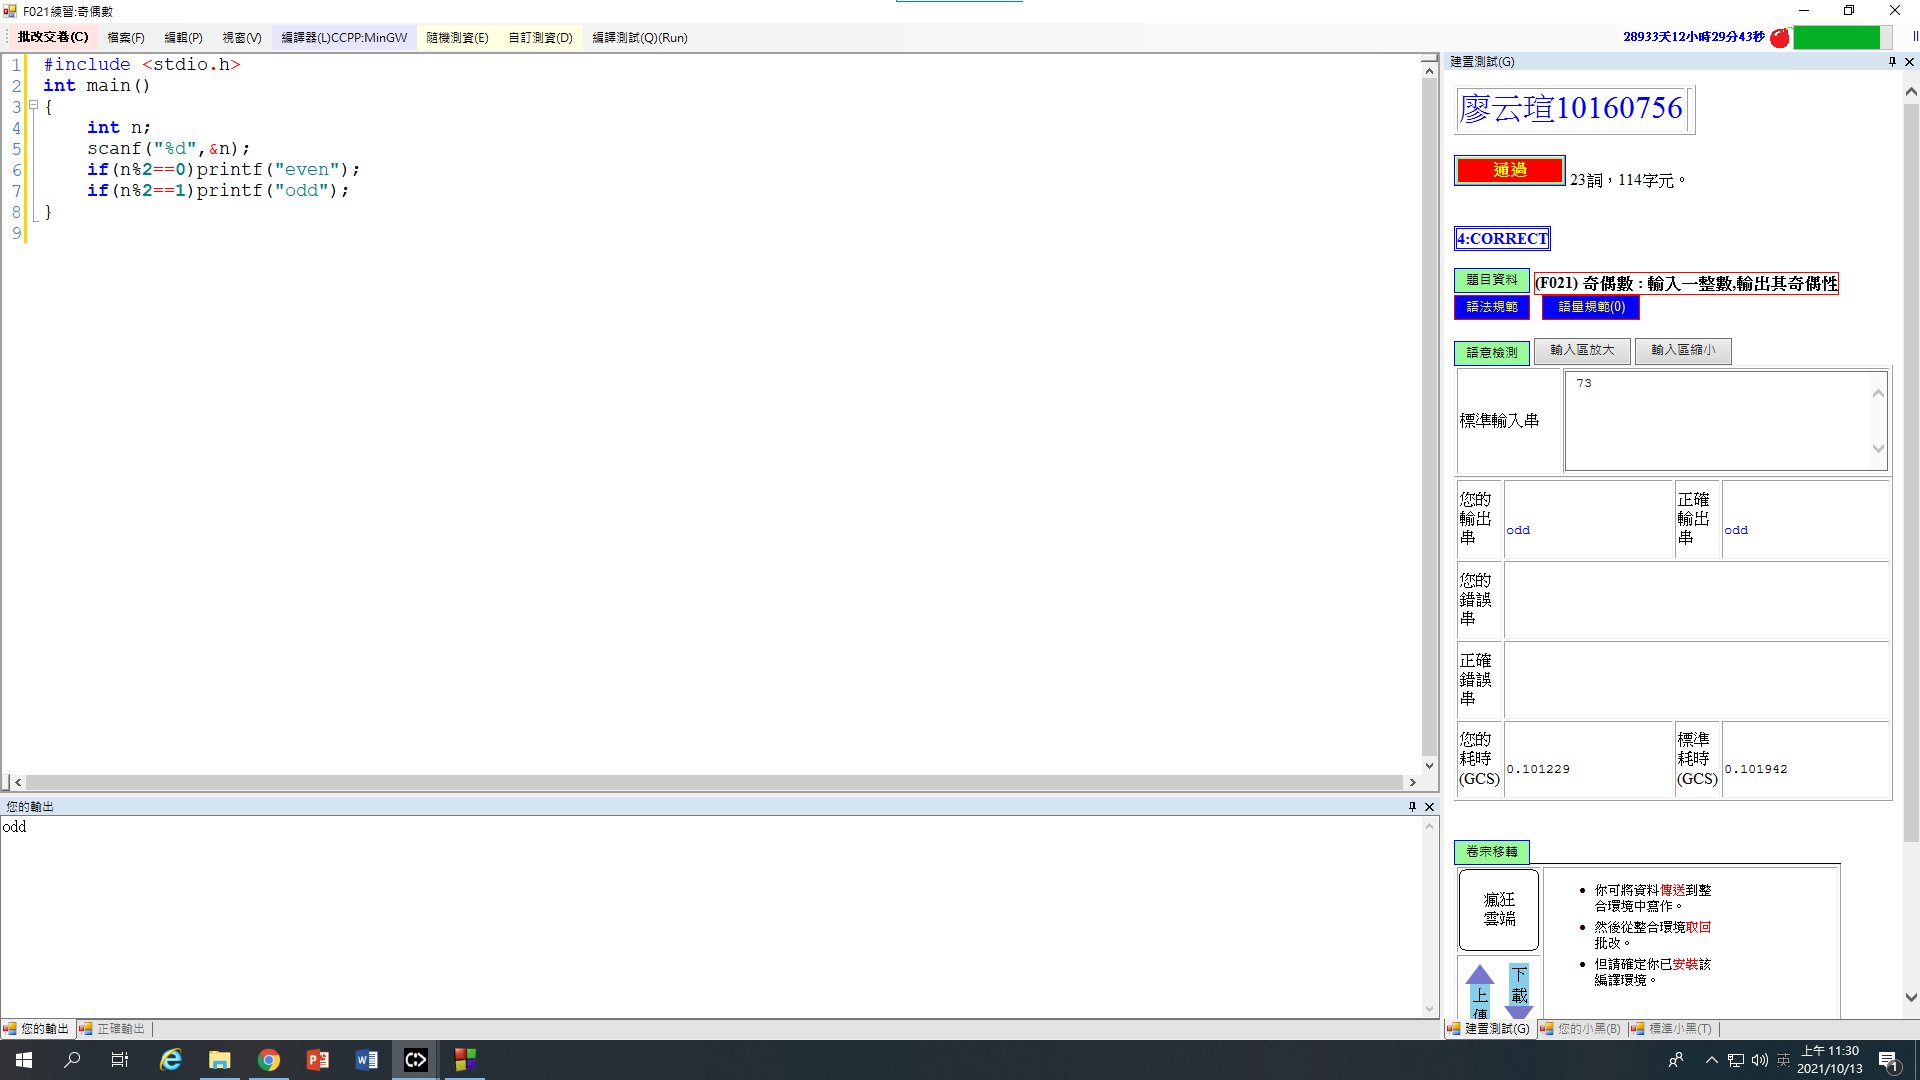 F021練習:奇偶數
批改交卷(C) 檔案(F) 編輯(P) 視窗(V) 編譯器(L)CCPP:MinGW 隨機測資(E) 自訂測資(D) 編譯測試(Q)(Run)
28933天12小時29分43秒
1 #include <stdio.h>
2 int main()
3 {
4 int n;
5 scanf("%d",&n);
6 if(n%2==0)printf("even");
7 if(n%2==1)printf("odd");
8 }
9
您的輸出
odd
您的輸出 正確輸出
建置測試(G)
廖云瑄10160756
通過 23詞，114字元。
4:CORRECT
題目資料 (F021) 奇偶數 : 輸入一整數,輸出其奇偶性
語法規範 語量規範(0)
語意檢測 輸入區放大 輸入區縮小
標準輸入串 73
您的輸出串 odd 正確輸出串 odd
您的錯誤串
正確錯誤串
您的耗時(GCS) 0.101229 標準耗時(GCS) 0.101942
卷宗移轉
瘋狂
雲端
上傳
下載
你可將資料傳送到整
合環境中寫作。
然後從整合環境取回
批改。
但請確定你已安裝該
編譯環境。
建置測試(G) 您的小黑(B) 標準小黑(T)
英
上午 11:30
2021/10/13
1